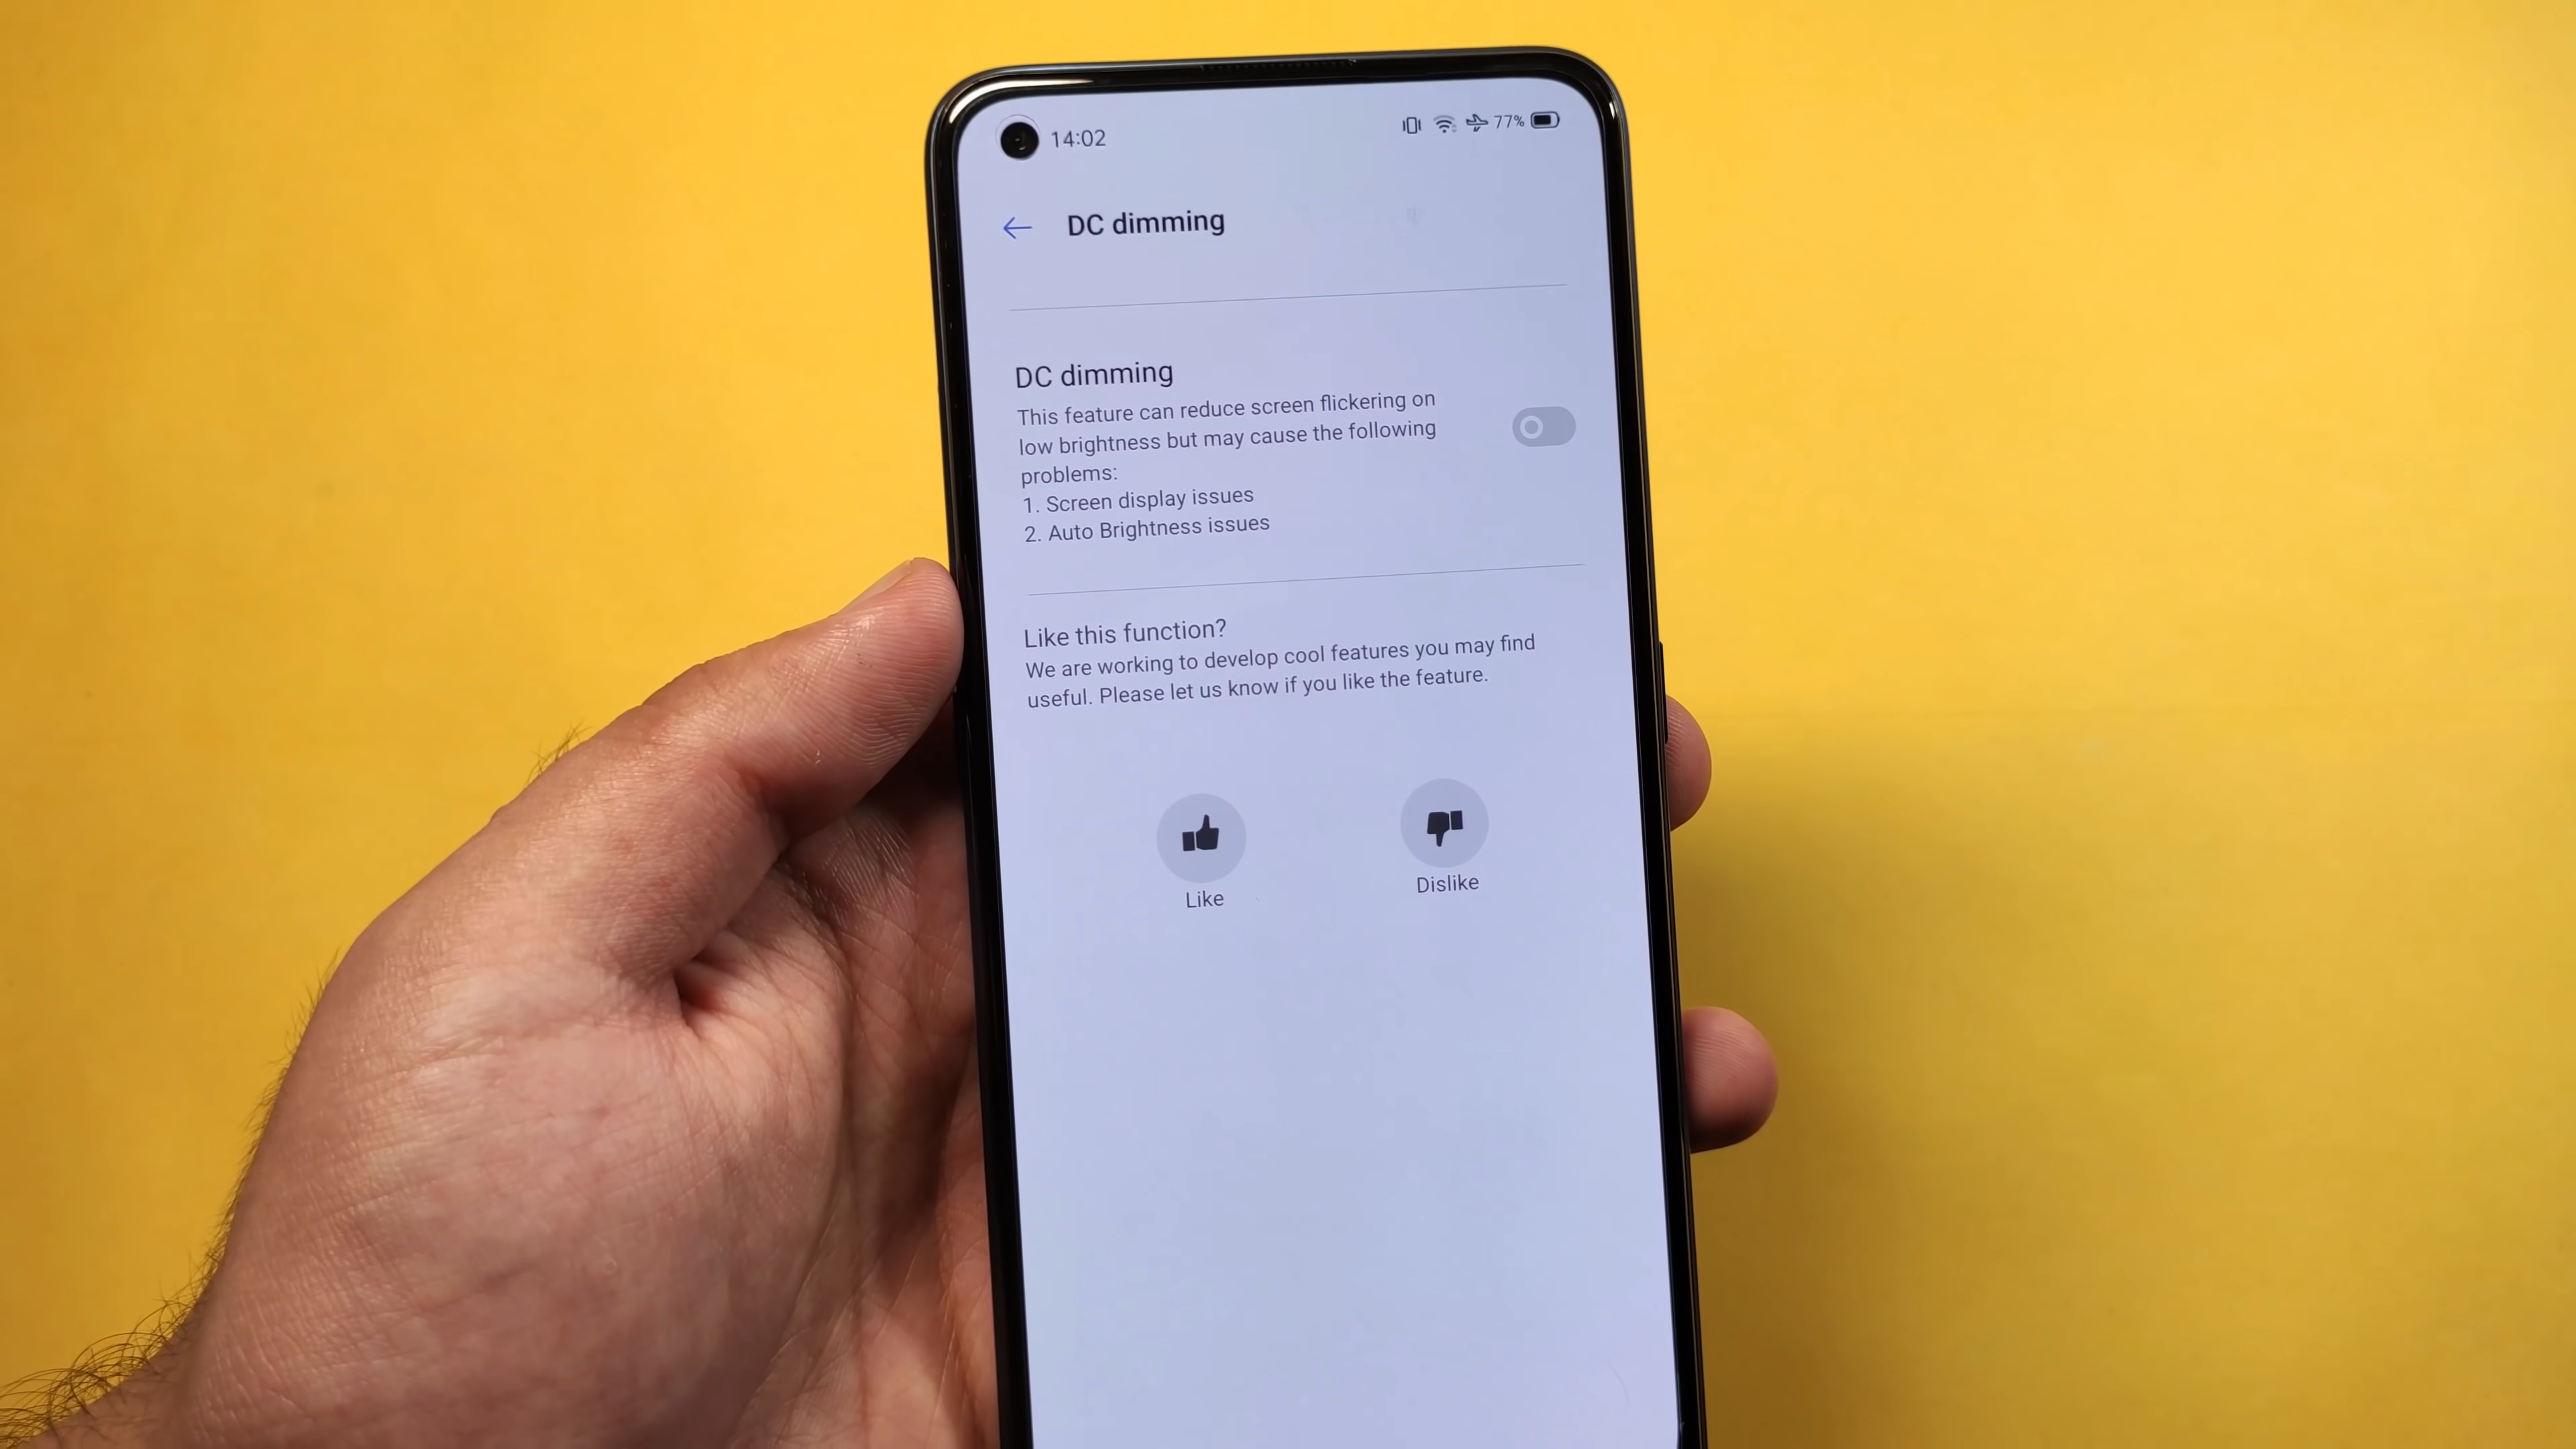 14:02 77%
DC dimming
DC dimming
This feature can reduce screen flickering on
low brightness but may cause the following
problems:
1. Screen display issues
2. Auto Brightness issues
Like this function?
We are working to develop cool features you may find
useful. Please let us know if you like the feature.
Like Dislike